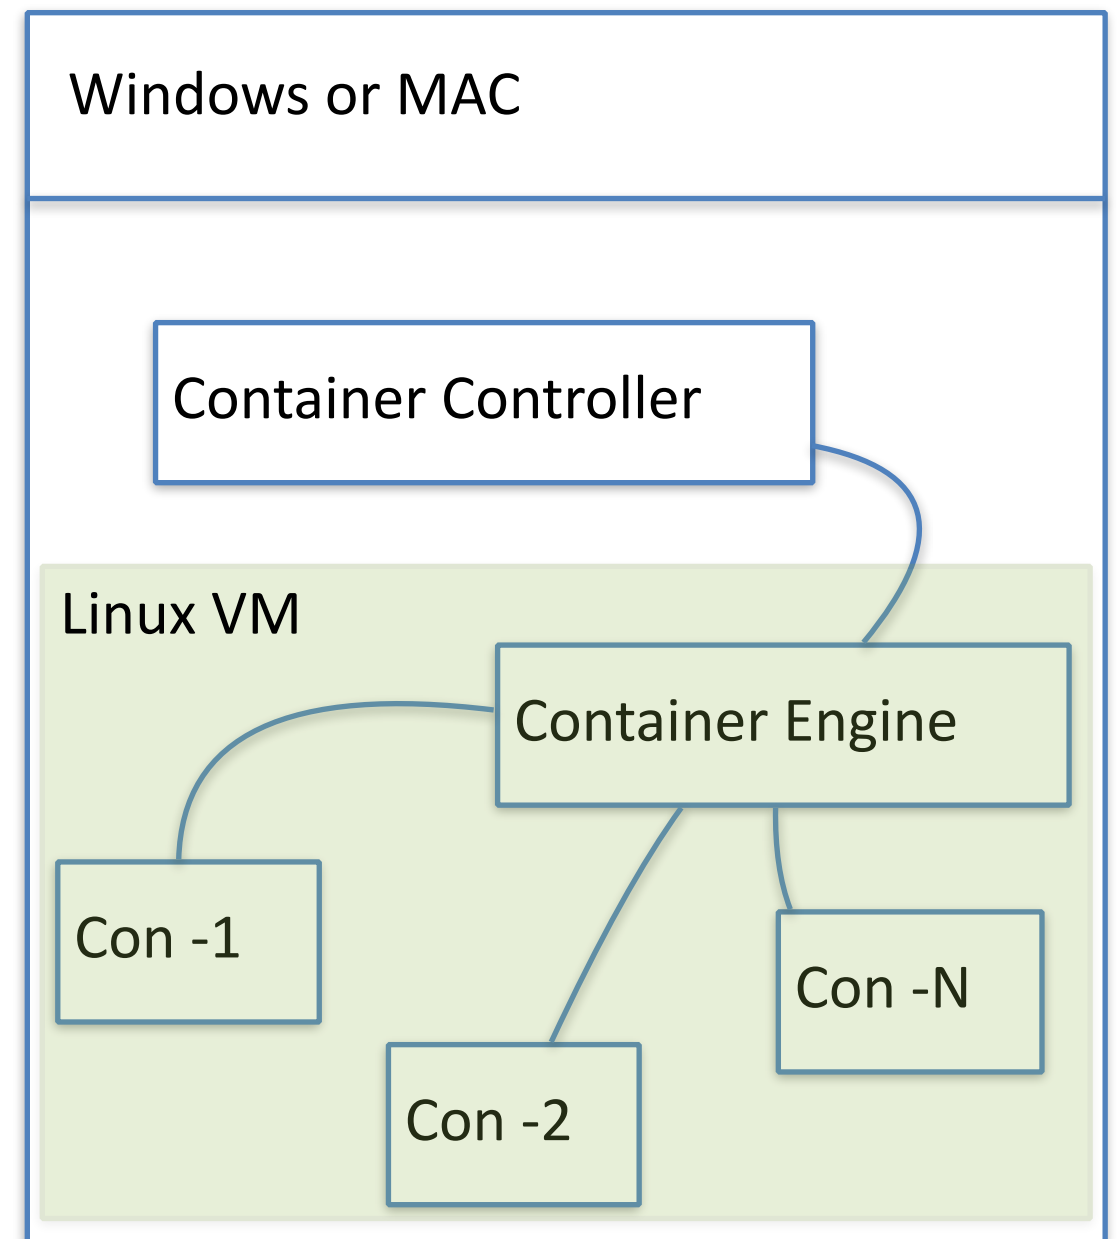 Windows or MAC
Container Controller
Linux VM
Container Engine
Con -1
Con -N
Con -2